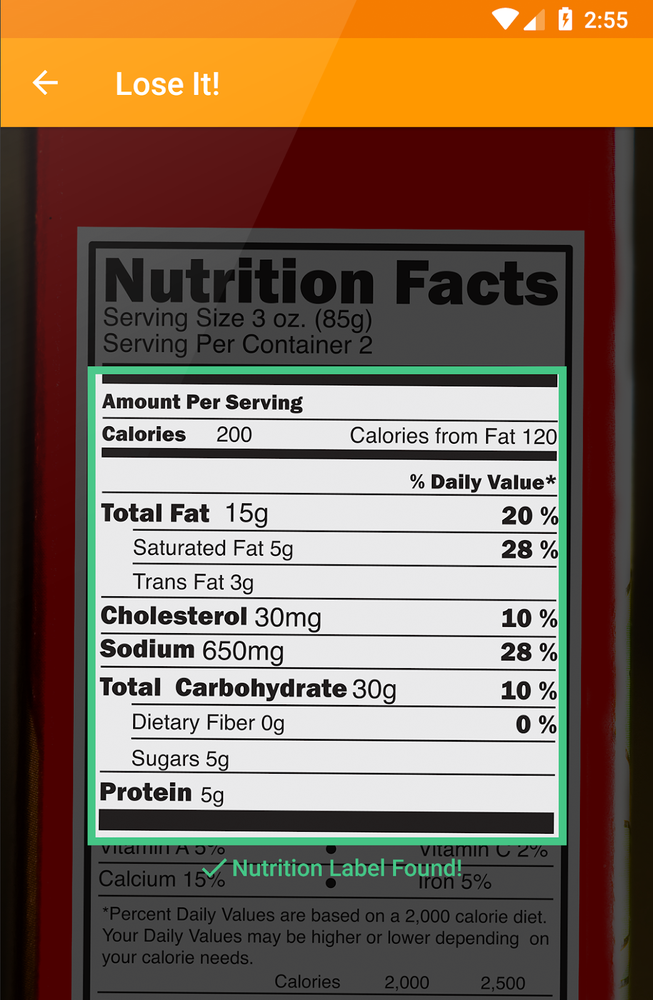 2:55
Lose It!
Nutrition Facts
Serving Size 3 oz. (85g)
Serving Per Container 2
Amount Per Serving
Calories 200 Calories from Fat 120
% Daily Value*
Total Fat 15g 20 %
Saturated Fat 5g 28 %
Trans Fat 3g
Cholesterol 30mg 10 %
Sodium 650mg 28 %
Total Carbohydrate 30g 10 %
Dietary Fiber 0g 0 %
Sugars 5g
Protein 5g
Vitamin A 5% • Vitamin C 2%
Nutrition Label Found!
Calcium 15% • Iron 5%
*Percent Daily Values are based on a 2,000 calorie diet.
Your Daily Values may be higher or lower depending on
your calorie needs.
Calories 2,000 2,500